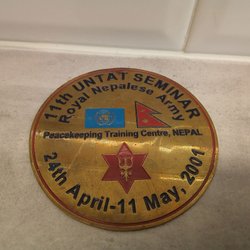 11th UNTAT SEMINAR
Royal Nepalese Army
Peacekeeping Training Centre, NEPAL
24th April-11 May, 2001